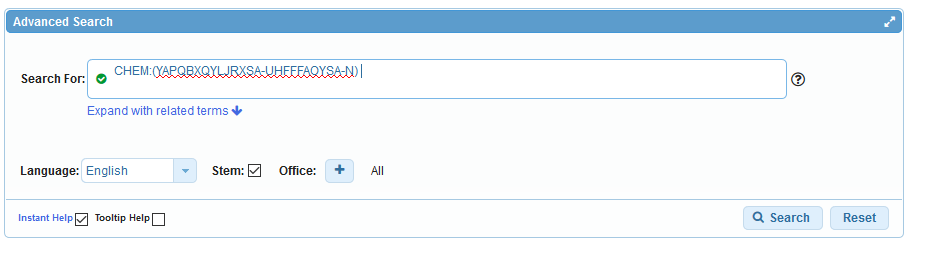 Advanced Search
Search For: CHEM:(YAPQBXQYLJRXSA-UHFFFAOYSA-N)
Expand with related terms
Language: English Stem: Office: + All
Instant Help Tooltip Help Search Reset